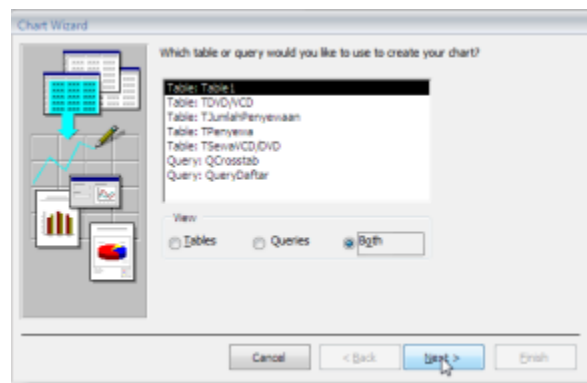 Chart Wizard
Which table or query would you like to use to create your chart?
Table: Table1
Table: TDVD/VCD
Table: TJumlahPenyewaan
Table: TPenyewa
Table: TSewaVCD/DVD
Query: QCrosstab
Query: QueryDaftar
View
Tables Queries Both
Cancel < Back Next > Finish